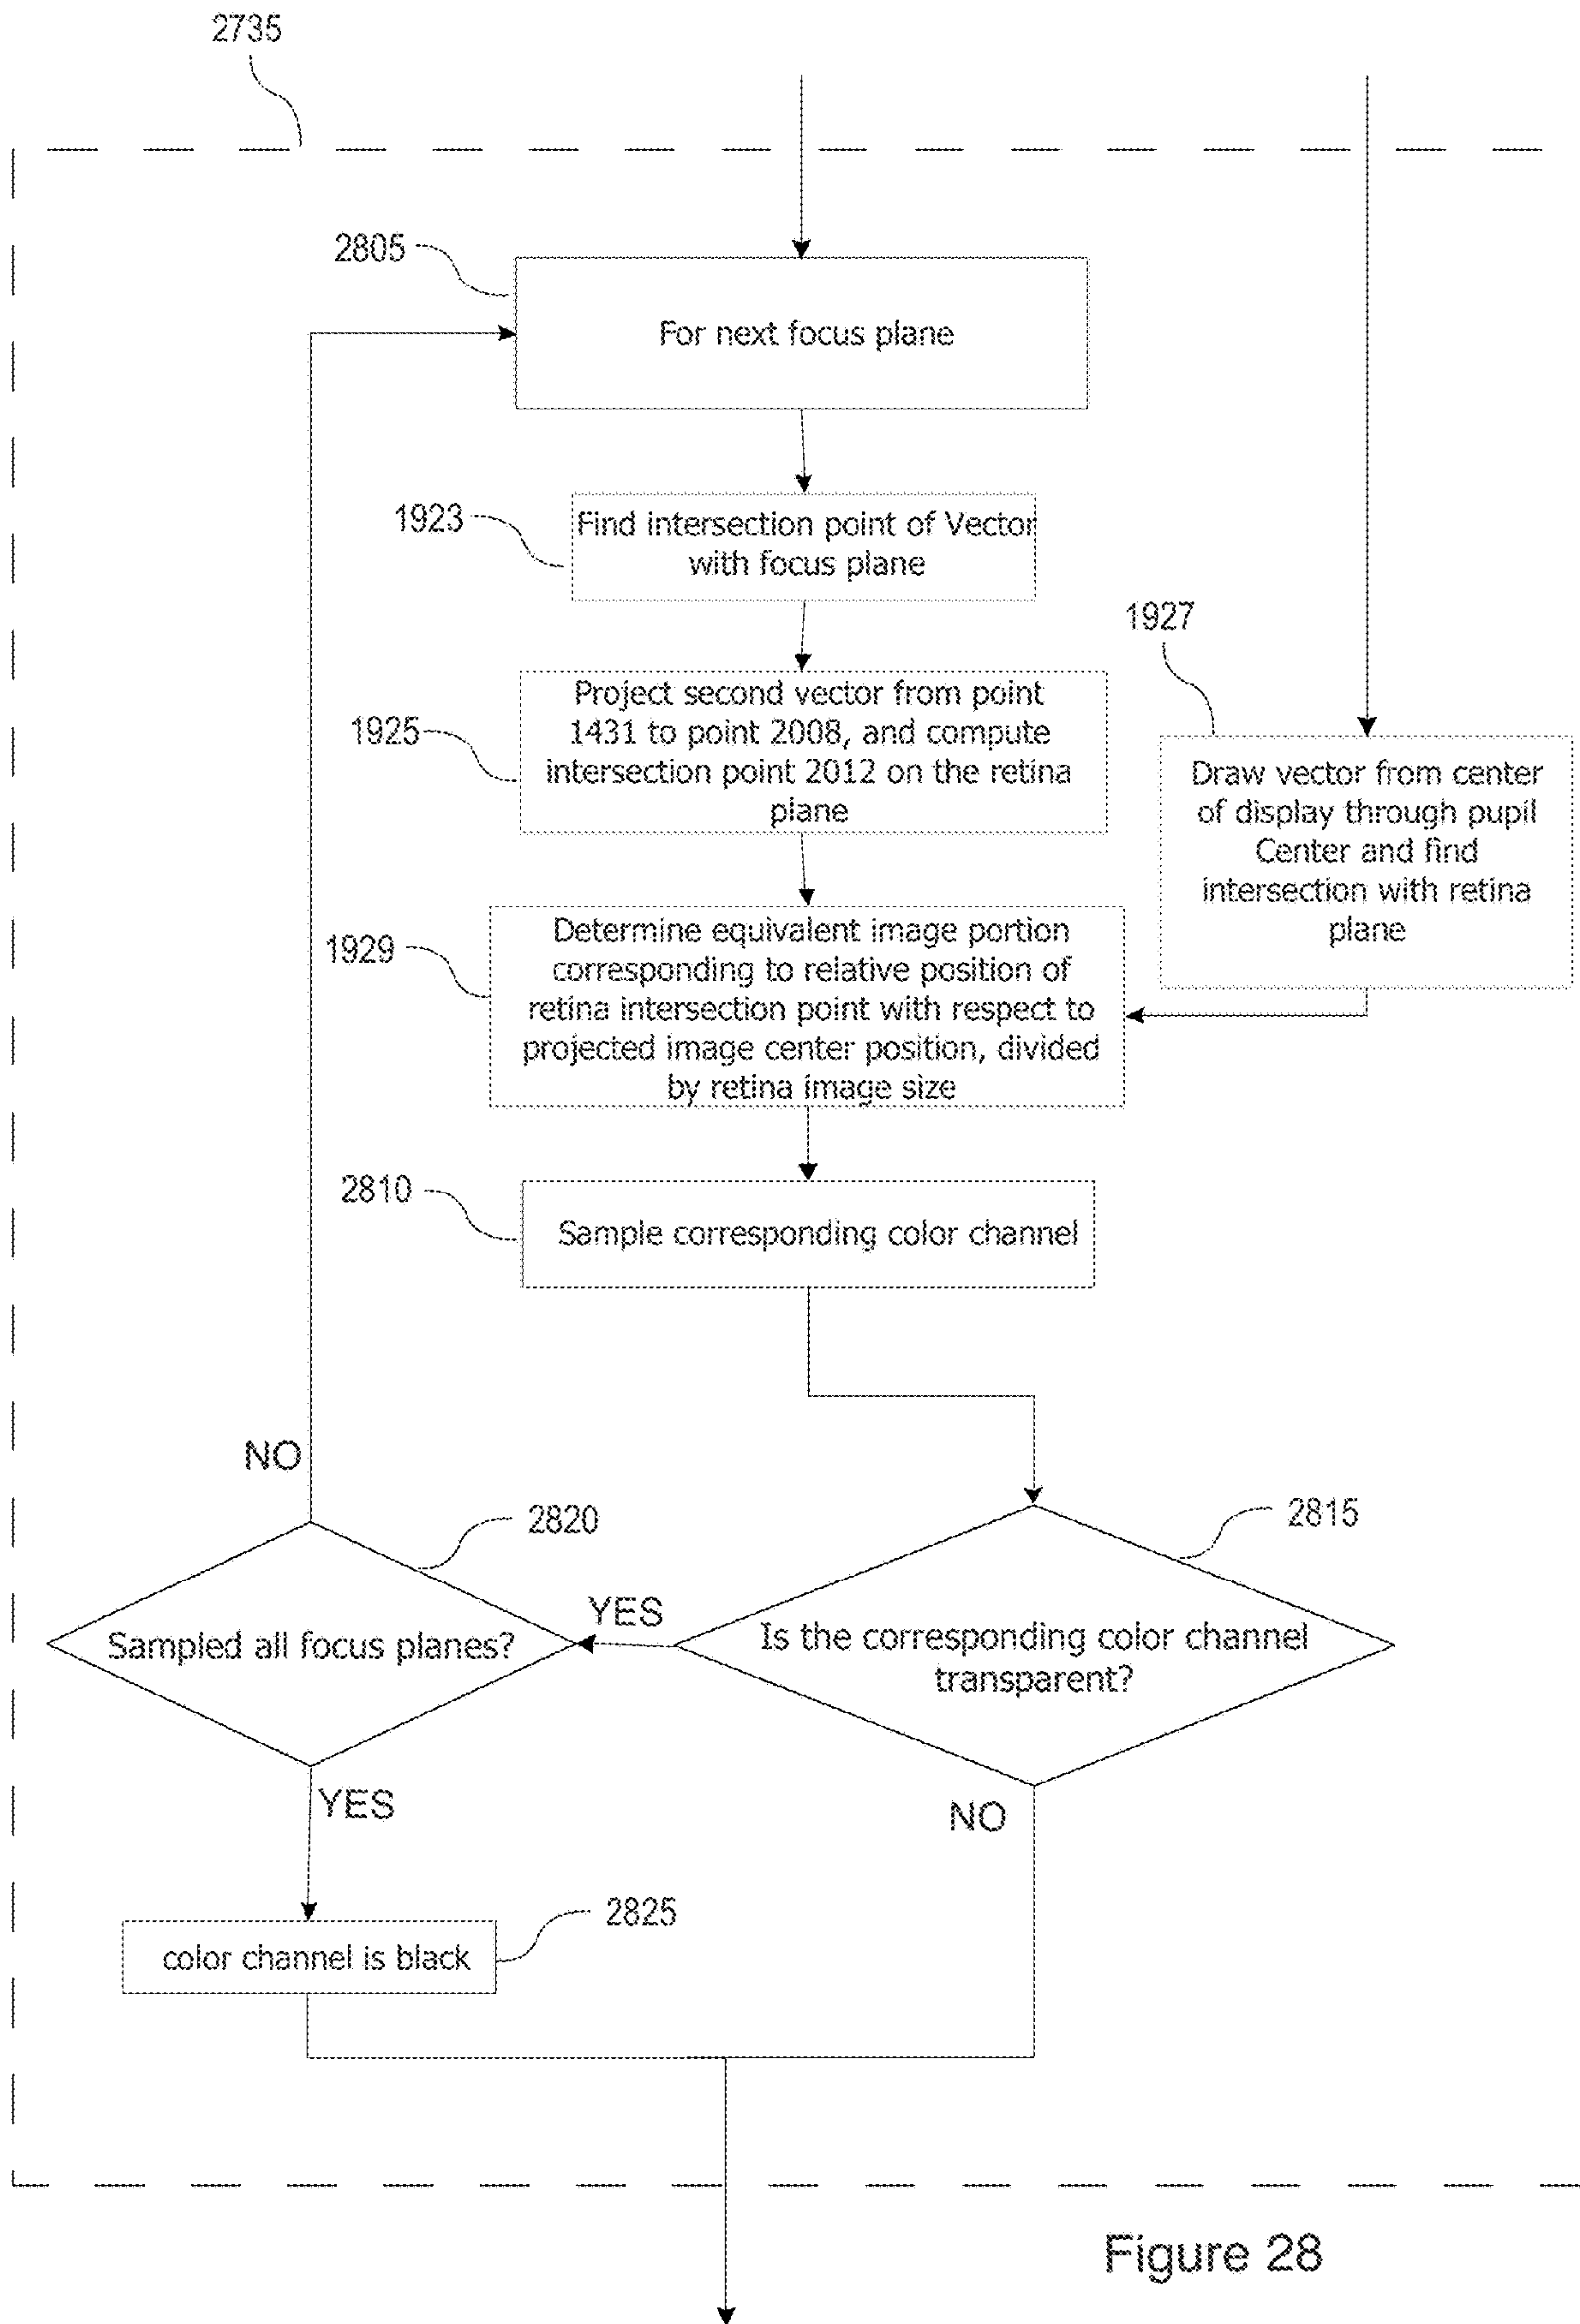 2735
2805
For next focus plane
1923
Find intersection point of Vector
with focus plane
1927
1925
Project second vector from point
1431 to point 2008, and compute
intersection point 2012 on the retina
plane
Draw vector from center
of display through pupil
Center and find
intersection with retina
plane
1929
Determine equivalent image portion
corresponding to relative position of
retina intersection point with respect to
projected image center position, divided
by retina image size
2810
Sample corresponding color channel
NO
2820
2815
Sampled all focus planes?
YES
Is the corresponding color channel
transparent?
YES
NO
2825
color channel is black
Figure 28